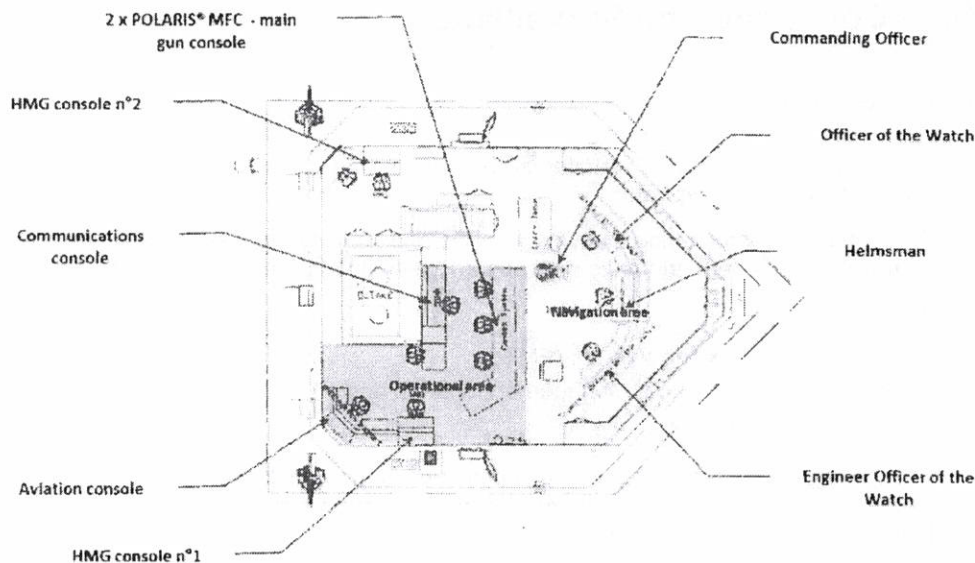 2 x POLARIS® MFC - main
gun console
Commanding Officer
HMG console n°2
Officer of the Watch
Communications
console
Helmsman
Navigation area
Operational area
Aviation console
Engineer Officer of the
Watch
HMG console n°1